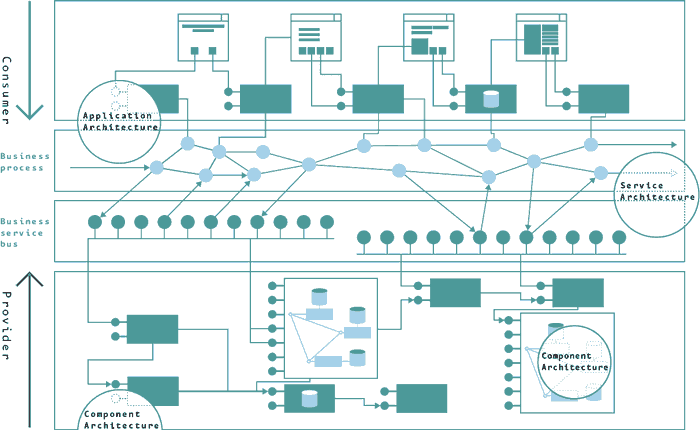 Consumer
Application
Architecture
Business
process
Service
Architecture
Business
service
bus
Provider
Component
Architecture
Component
Architecture